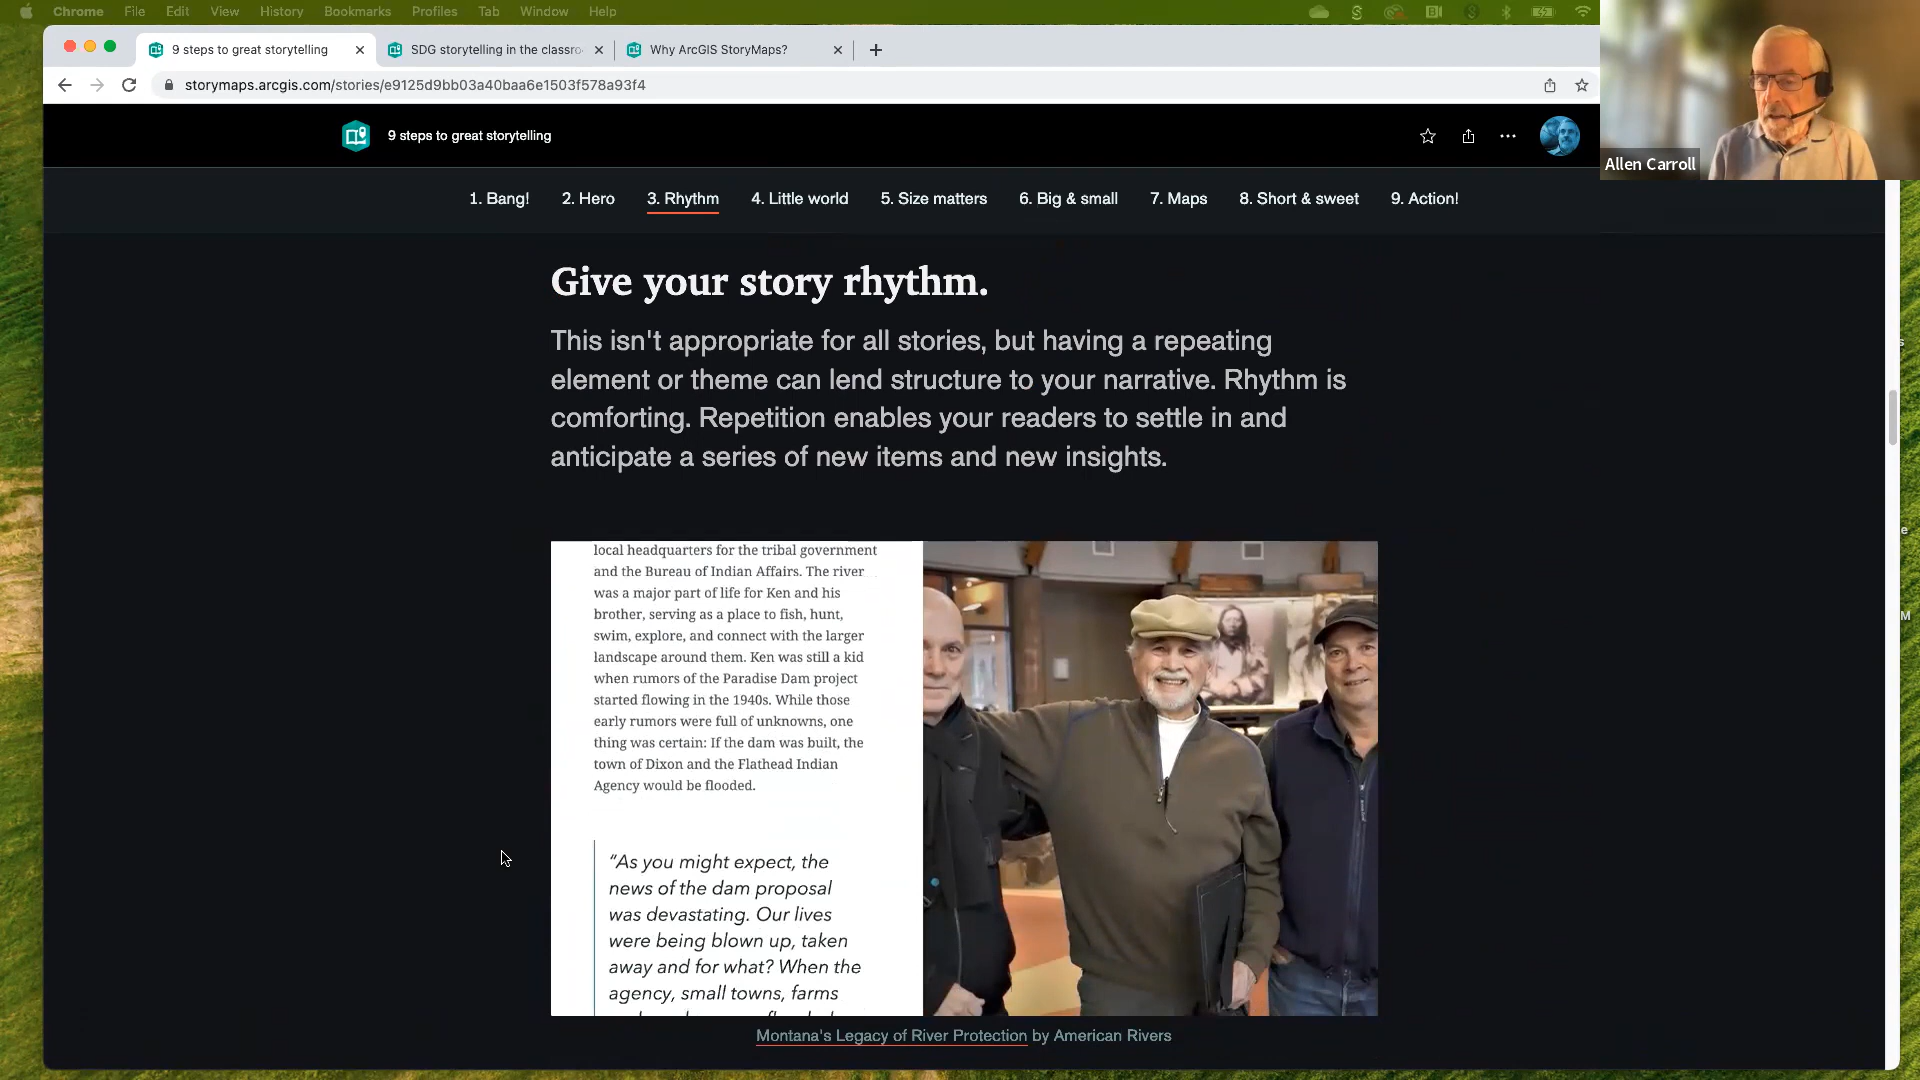 Chrome File Edit View History Bookmarks Profiles Tab Window Help
9 steps to great storytelling
SDG storytelling in the classro
Why ArcGIS StoryMaps?
storymaps.arcgis.com/stories/e9125d9bb03a40baa6e1503f578a93f4
9 steps to great storytelling
Allen Carroll
1. Bang! 2. Hero 3. Rhythm 4. Little world 5. Size matters 6. Big & small 7. Maps 8. Short & sweet 9. Action!
Give your story rhythm.
This isn't appropriate for all stories, but having a repeating
element or theme can lend structure to your narrative. Rhythm is
comforting. Repetition enables your readers to settle in and
anticipate a series of new items and new insights.
local headquarters for the tribal government
and the Bureau of Indian Affairs. The river
was a major part of life for Ken and his
brother, serving as a place to fish, hunt,
swim, explore, and connect with the larger
landscape around them. Ken was still a kid
when rumors of the Paradise Dam project
started flowing in the 1940s. While those
early rumors were full of unknowns, one
thing was certain: If the dam was built, the
town of Dixon and the Flathead Indian
Agency would be flooded.
“As you might expect, the
news of the dam proposal
was devastating. Our lives
were being blown up, taken
away and for what? When the
agency, small towns, farms
Montana's Legacy of River Protection by American Rivers